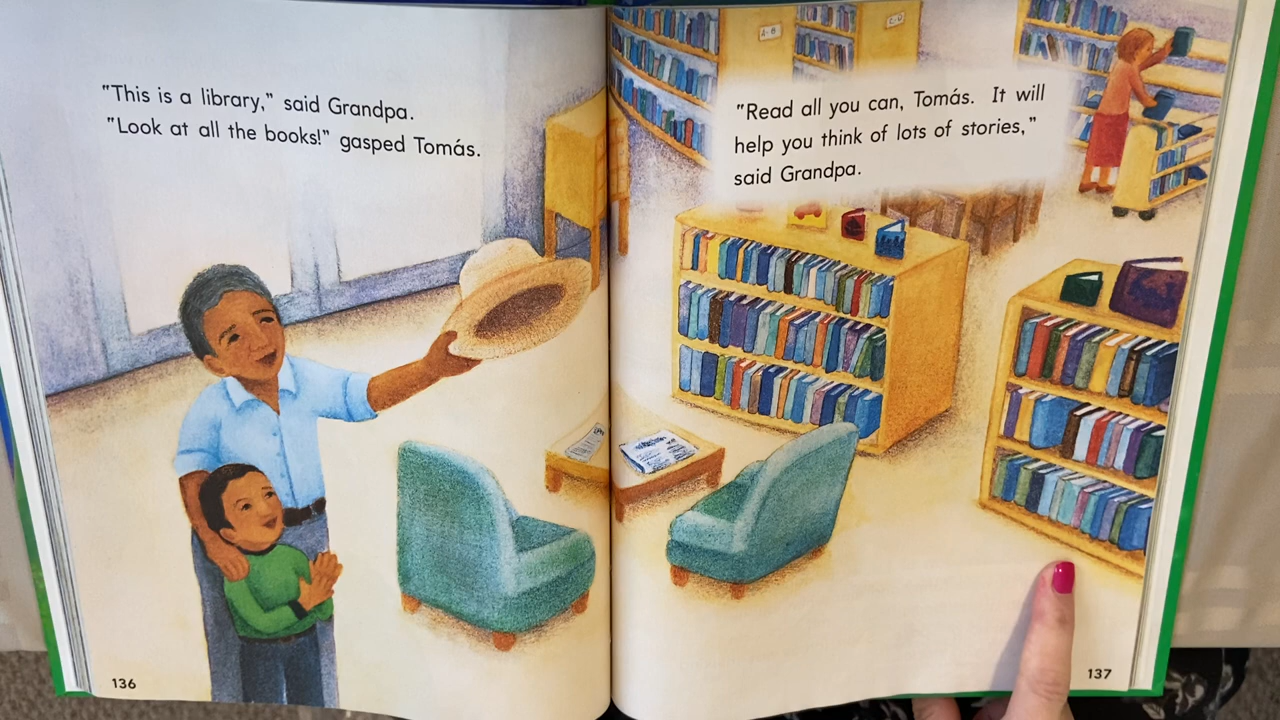 "This is a library," said Grandpa.
"Look at all the books!" gasped Tomás.
136
A-B
C-D
"Read all you can, Tomás. It will
help you think of lots of stories,"
said Grandpa.
137